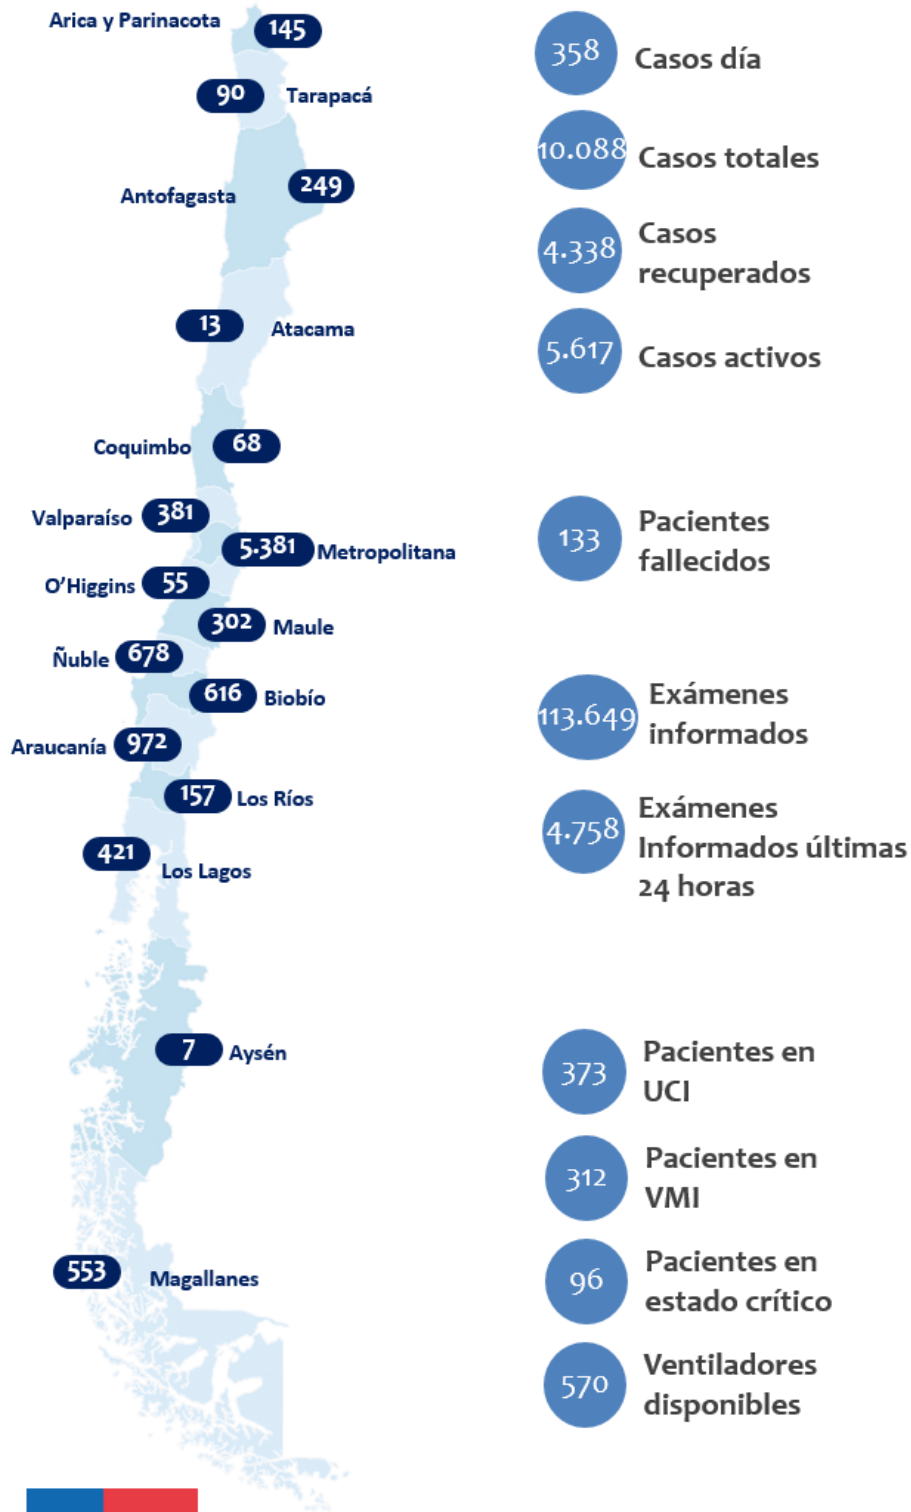 Arica y Parinacota 145
90 Tarapacá
Antofagasta 249
13 Atacama
Coquimbo 68
Valparaíso 381
5.381 Metropolitana
O'Higgins 55
302 Maule
Ñuble 678
616 Biobío
Araucanía 972
157 Los Ríos
421 Los Lagos
7 Aysén
553 Magallanes
358 Casos día
10.088 Casos totales
4.338 Casos
recuperados
5.617 Casos activos
133 Pacientes
fallecidos
113.649 Exámenes
informados
4.758 Exámenes
Informados últimas
24 horas
373 Pacientes en
UCI
312 Pacientes en
VMI
96 Pacientes en
estado crítico
570 Ventiladores
disponibles